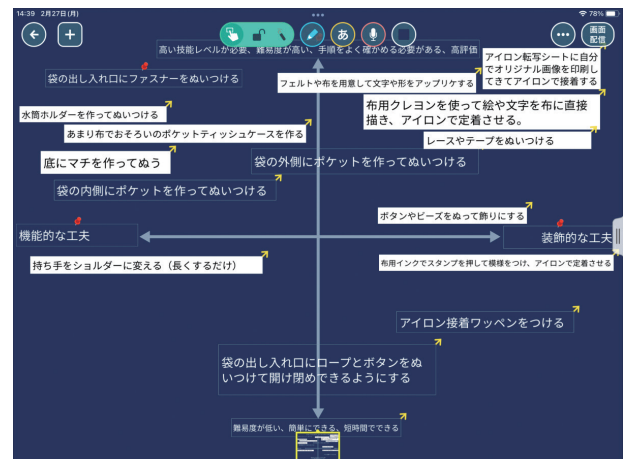 14:39 2月27日(月)
78%
あ
画面
配信
高い技能レベルが必要、難易度が高い、手順をよく確かめる必要がある、高評価
アイロン転写シートに自分
でオリジナル画像を印刷し
てきてアイロンで接着する
袋の出し入れ口にファスナーをぬいつける
フェルトや布を用意して文字や形をアップリケする
布用クレヨンを使って絵や文字を布に直接
描き、アイロンで定着させる。
水筒ホルダーを作ってぬいつける
あまり布でおそろいのポケットティッシュケースを作る
レースやテープをぬいつける
底にマチを作ってぬう
袋の外側にポケットを作ってぬいつける
袋の内側にポケットを作ってぬいつける
ボタンやビーズをぬって飾りにする
機能的な工夫
装飾的な工夫
持ち手をショルダーに変える（長くするだけ）
布用インクでスタンプを押して模様をつけ、アイロンで定着させる
アイロン接着ワッペンをつける
袋の出し入れ口にロープとボタンをぬ
いつけて開け閉めできるようにする
難易度が低い、簡単にできる、短時間でできる